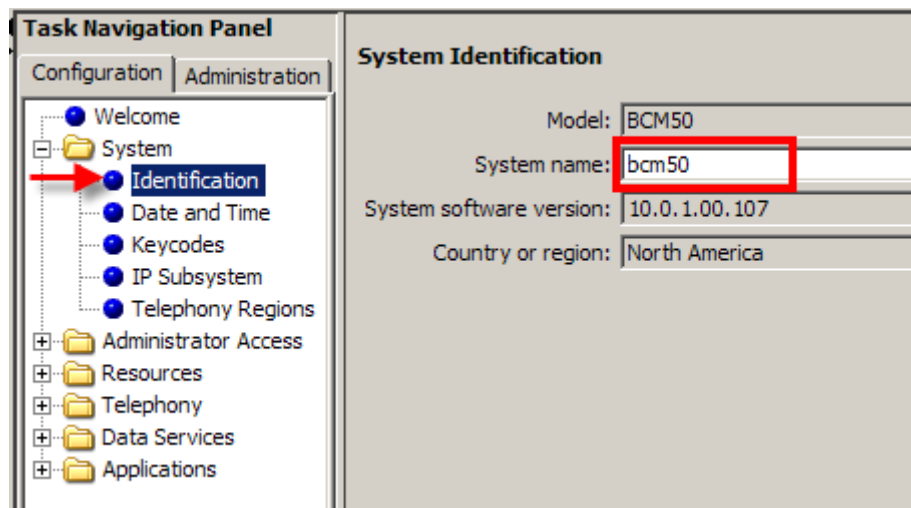 Task Navigation Panel
Configuration
Administration
Welcome
System
Identification
Date and Time
Keycodes
IP Subsystem
Telephony Regions
Administrator Access
Resources
Telephony
Data Services
Applications
System Identification
Model: BCM50
System name: bcm50
System software version: 10.0.1.00.107
Country or region: North America